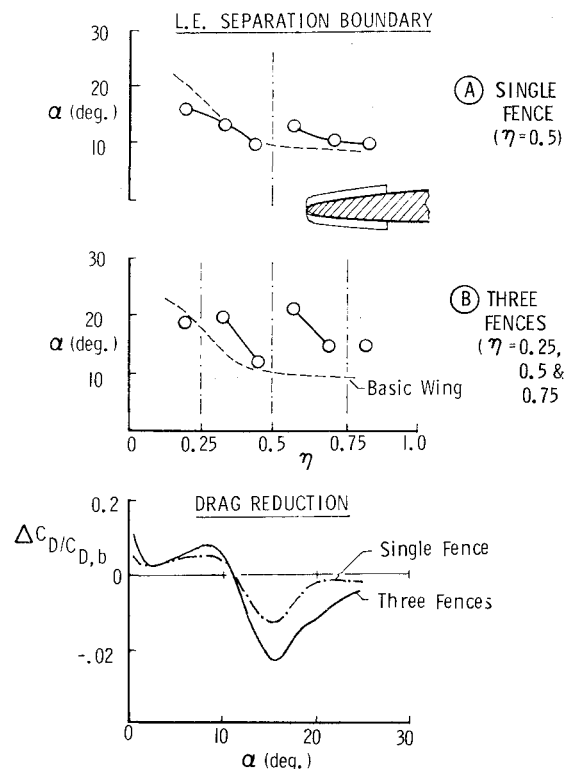 L.E. SEPARATION BOUNDARY
30
20
α (deg.)
10
0
Ⓐ SINGLE
FENCE
(η=0.5)
30
20
α (deg.)
10
0
0 0.25 0.5 0.75 1.0
η
Basic Wing
Ⓑ THREE
FENCES
(η=0.25,
0.5 &
0.75
DRAG REDUCTION
0.2
ΔC_D/C_D,b
0
-.02
Single Fence
Three Fences
0 10 20 30
α (deg.)